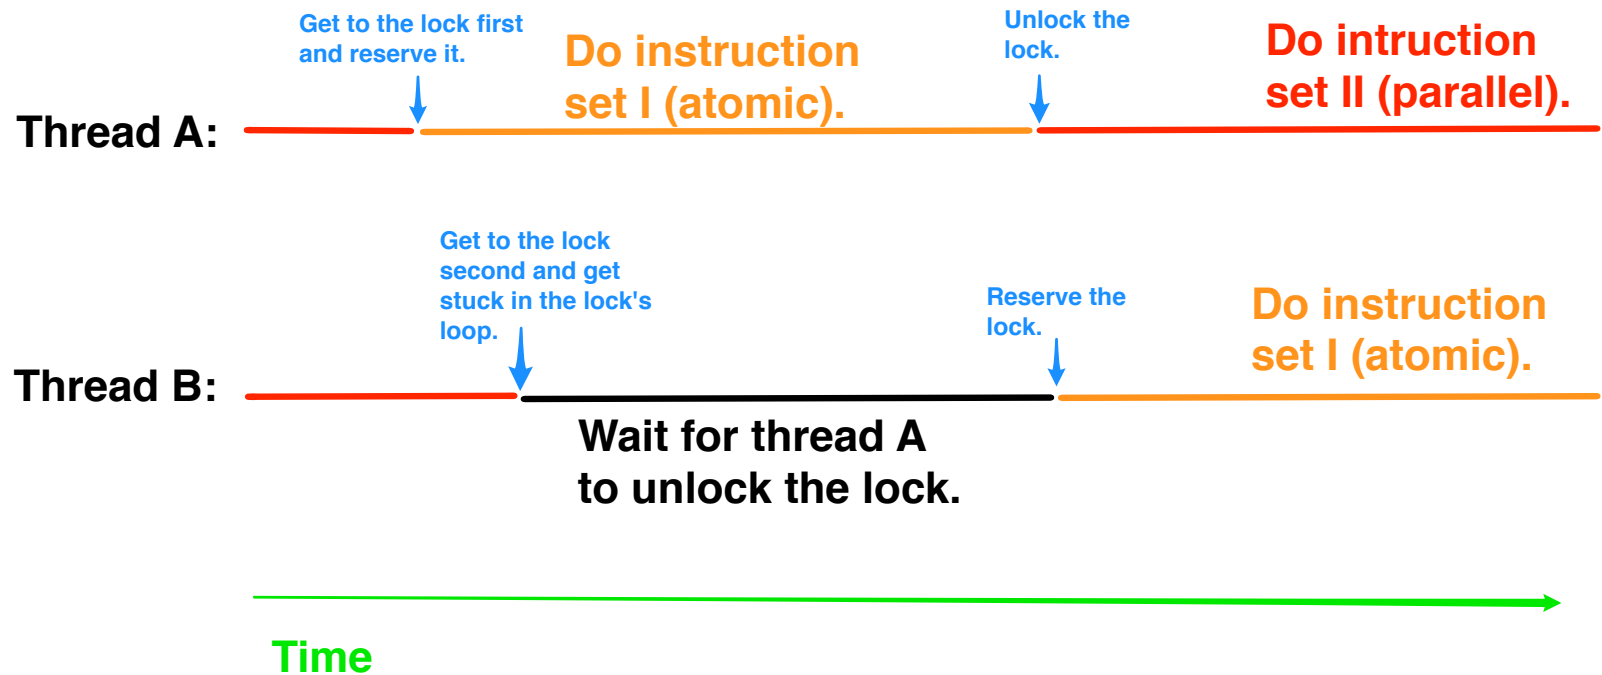 Get to the lock first
and reserve it.
Do instruction
set I (atomic).
Unlock the
lock.
Do intruction
set II (parallel).
Thread A:
Get to the lock
second and get
stuck in the lock's
loop.
Reserve the
lock.
Do instruction
set I (atomic).
Thread B:
Wait for thread A
to unlock the lock.
Time